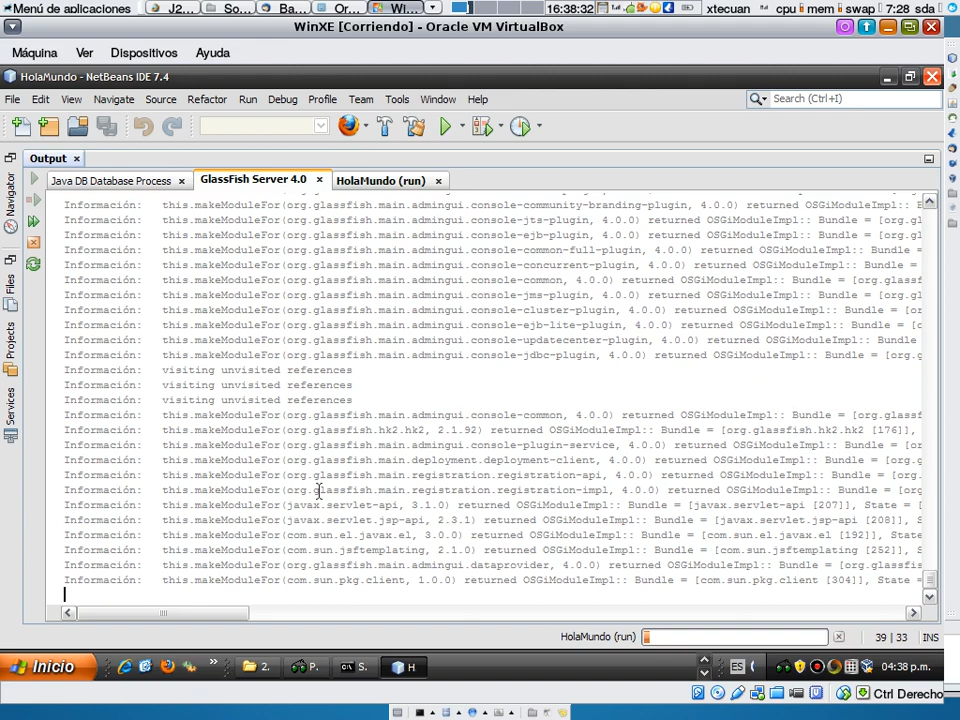 Menú de aplicaciones J2... So... Ba... Or... Wi... 16:38:32 xtecuan cpu mem swap 7:28 sda
WinXE [Corriendo] - Oracle VM VirtualBox
Máquina Ver Dispositivos Ayuda
HolaMundo - NetBeans IDE 7.4
File Edit View Navigate Source Refactor Run Debug Profile Team Tools Window Help Search (Ctrl+I)
Output
Java DB Database Process GlassFish Server 4.0 HolaMundo (run)
Navigator
Files
Projects
Services
Información: this.makeModuleFor(org.glassfish.main.admingui.console-community-branding-plugin, 4.0.0) returned OSGiModuleImpl:: B
Información: this.makeModuleFor(org.glassfish.main.admingui.console-jts-plugin, 4.0.0) returned OSGiModuleImpl:: Bundle = [org.gl
Información: this.makeModuleFor(org.glassfish.main.admingui.console-ejb-plugin, 4.0.0) returned OSGiModuleImpl:: Bundle = [org.gl
Información: this.makeModuleFor(org.glassfish.main.admingui.console-common-full-plugin, 4.0.0) returned OSGiModuleImpl:: Bundle =
Información: this.makeModuleFor(org.glassfish.main.admingui.console-concurrent-plugin, 4.0.0) returned OSGiModuleImpl:: Bundle =
Información: this.makeModuleFor(org.glassfish.main.admingui.console-common, 4.0.0) returned OSGiModuleImpl:: Bundle = [org.glassf
Información: this.makeModuleFor(org.glassfish.main.admingui.console-jms-plugin, 4.0.0) returned OSGiModuleImpl:: Bundle = [org.gl
Información: this.makeModuleFor(org.glassfish.main.admingui.console-cluster-plugin, 4.0.0) returned OSGiModuleImpl:: Bundle = [or
Información: this.makeModuleFor(org.glassfish.main.admingui.console-ejb-lite-plugin, 4.0.0) returned OSGiModuleImpl:: Bundle = [o
Información: this.makeModuleFor(org.glassfish.main.admingui.console-updatecenter-plugin, 4.0.0) returned OSGiModuleImpl:: Bundle
Información: this.makeModuleFor(org.glassfish.main.admingui.console-jdbc-plugin, 4.0.0) returned OSGiModuleImpl:: Bundle = [org.g
Información: visiting unvisited references
Información: visiting unvisited references
Información: visiting unvisited references
Información: this.makeModuleFor(org.glassfish.main.admingui.console-common, 4.0.0) returned OSGiModuleImpl:: Bundle = [org.glassf
Información: this.makeModuleFor(org.glassfish.hk2.hk2, 2.1.92) returned OSGiModuleImpl:: Bundle = [org.glassfish.hk2.hk2 [176]],
Información: this.makeModuleFor(org.glassfish.main.admingui.console-plugin-service, 4.0.0) returned OSGiModuleImpl:: Bundle = [or
Información: this.makeModuleFor(org.glassfish.main.deployment.deployment-client, 4.0.0) returned OSGiModuleImpl:: Bundle = [org.g
Información: this.makeModuleFor(org.glassfish.main.registration.registration-api, 4.0.0) returned OSGiModuleImpl:: Bundle = [org.
Información: this.makeModuleFor(org.glassfish.main.registration.registration-impl, 4.0.0) returned OSGiModuleImpl:: Bundle = [org
Información: this.makeModuleFor(javax.servlet-api, 3.1.0) returned OSGiModuleImpl:: Bundle = [javax.servlet-api [207]], State =
Información: this.makeModuleFor(javax.servlet.jsp-api, 2.3.1) returned OSGiModuleImpl:: Bundle = [javax.servlet.jsp-api [208]], S
Información: this.makeModuleFor(com.sun.el.javax.el, 3.0.0) returned OSGiModuleImpl:: Bundle = [com.sun.el.javax.el [192]], State
Información: this.makeModuleFor(com.sun.jsftemplating, 2.1.0) returned OSGiModuleImpl:: Bundle = [com.sun.jsftemplating [252]], S
Información: this.makeModuleFor(org.glassfish.main.admingui.dataprovider, 4.0.0) returned OSGiModuleImpl:: Bundle = [org.glassfis
Información: this.makeModuleFor(com.sun.pkg.client, 1.0.0) returned OSGiModuleImpl:: Bundle = [com.sun.pkg.client [304]], State =
HolaMundo (run) 39 | 33 INS
Inicio » 2. P. S. H ES 04:38 p.m.
Ctrl Derecho